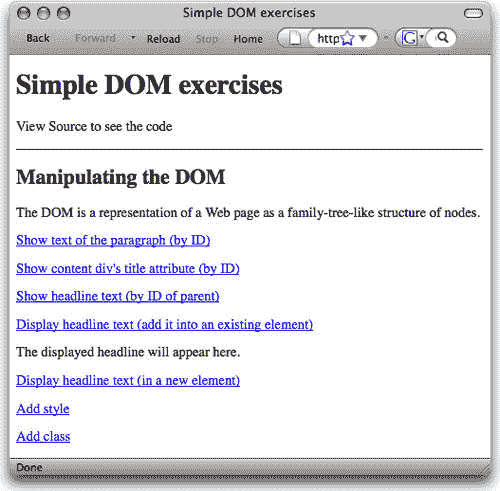 Simple DOM exercises
Back Forward Reload Stop Home http G
Simple DOM exercises
View Source to see the code
Manipulating the DOM
The DOM is a representation of a Web page as a family-tree-like structure of nodes.
Show text of the paragraph (by ID)
Show content div's title attribute (by ID)
Show headline text (by ID of parent)
Display headline text (add it into an existing element)
The displayed headline will appear here.
Display headline text (in a new element)
Add style
Add class
Done